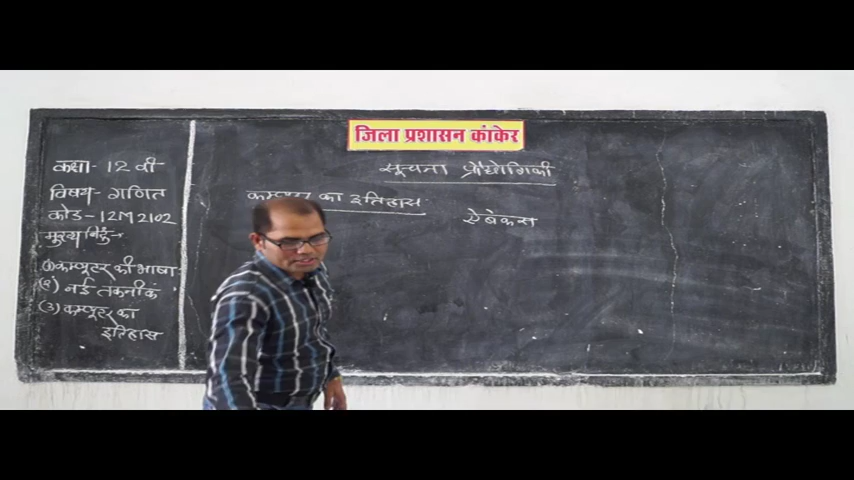 जिला प्रशासन कांकेर
कक्षा - 12 वी
विषय - गणित
कोड - 12M2102
मुख्य बिंदु →
(1) कम्प्यूटर की भाषा
(2) नई तकनीकें
(3) कम्प्यूटर का
इतिहास
सूचना प्रौद्योगिकी
कम्प्यूटर का इतिहास
ऐबेकस